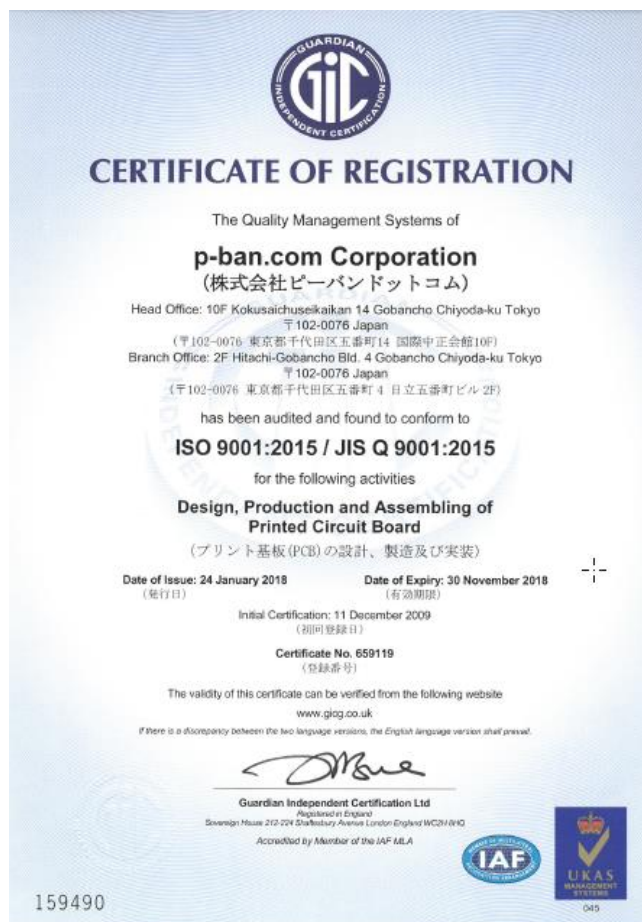 GUARDIAN
GIC
INDEPENDENT CERTIFICATION
CERTIFICATE OF REGISTRATION
The Quality Management Systems of
p-ban.com Corporation
(株式会社ピーバンドットコム)
Head Office: 10F Kokusaichuseikaikan 14 Gobancho Chiyoda-ku Tokyo
〒102-0076 Japan
(〒102-0076 東京都千代田区五番町14 国際中正会館10F)
Branch Office: 2F Hitachi-Gobancho Bld. 4 Gobancho Chiyoda-ku Tokyo
〒102-0076 Japan
(〒102-0076 東京都千代田区五番町 4 日立五番町ビル 2F)
has been audited and found to conform to
ISO 9001:2015 / JIS Q 9001:2015
for the following activities
Design, Production and Assembling of
Printed Circuit Board
(プリント基板(PCB)の設計、製造及び実装)
Date of Issue: 24 January 2018 Date of Expiry: 30 November 2018
(発行日) (有効期限)
Initial Certification: 11 December 2009
(初回登録日)
Certificate No. 659119
(登録番号)
The validity of this certificate can be verified from the following website
www.gicg.co.uk
If there is a discrepancy between the two language versions, the English language version shall prevail.
Guardian Independent Certification Ltd
Registered in England
Sovereign House 212-224 Shaftesbury Avenue London England WC2H 8HQ
Accredited by Member of the IAF MLA
IAF
UKAS
MANAGEMENT
SYSTEMS
045
159490